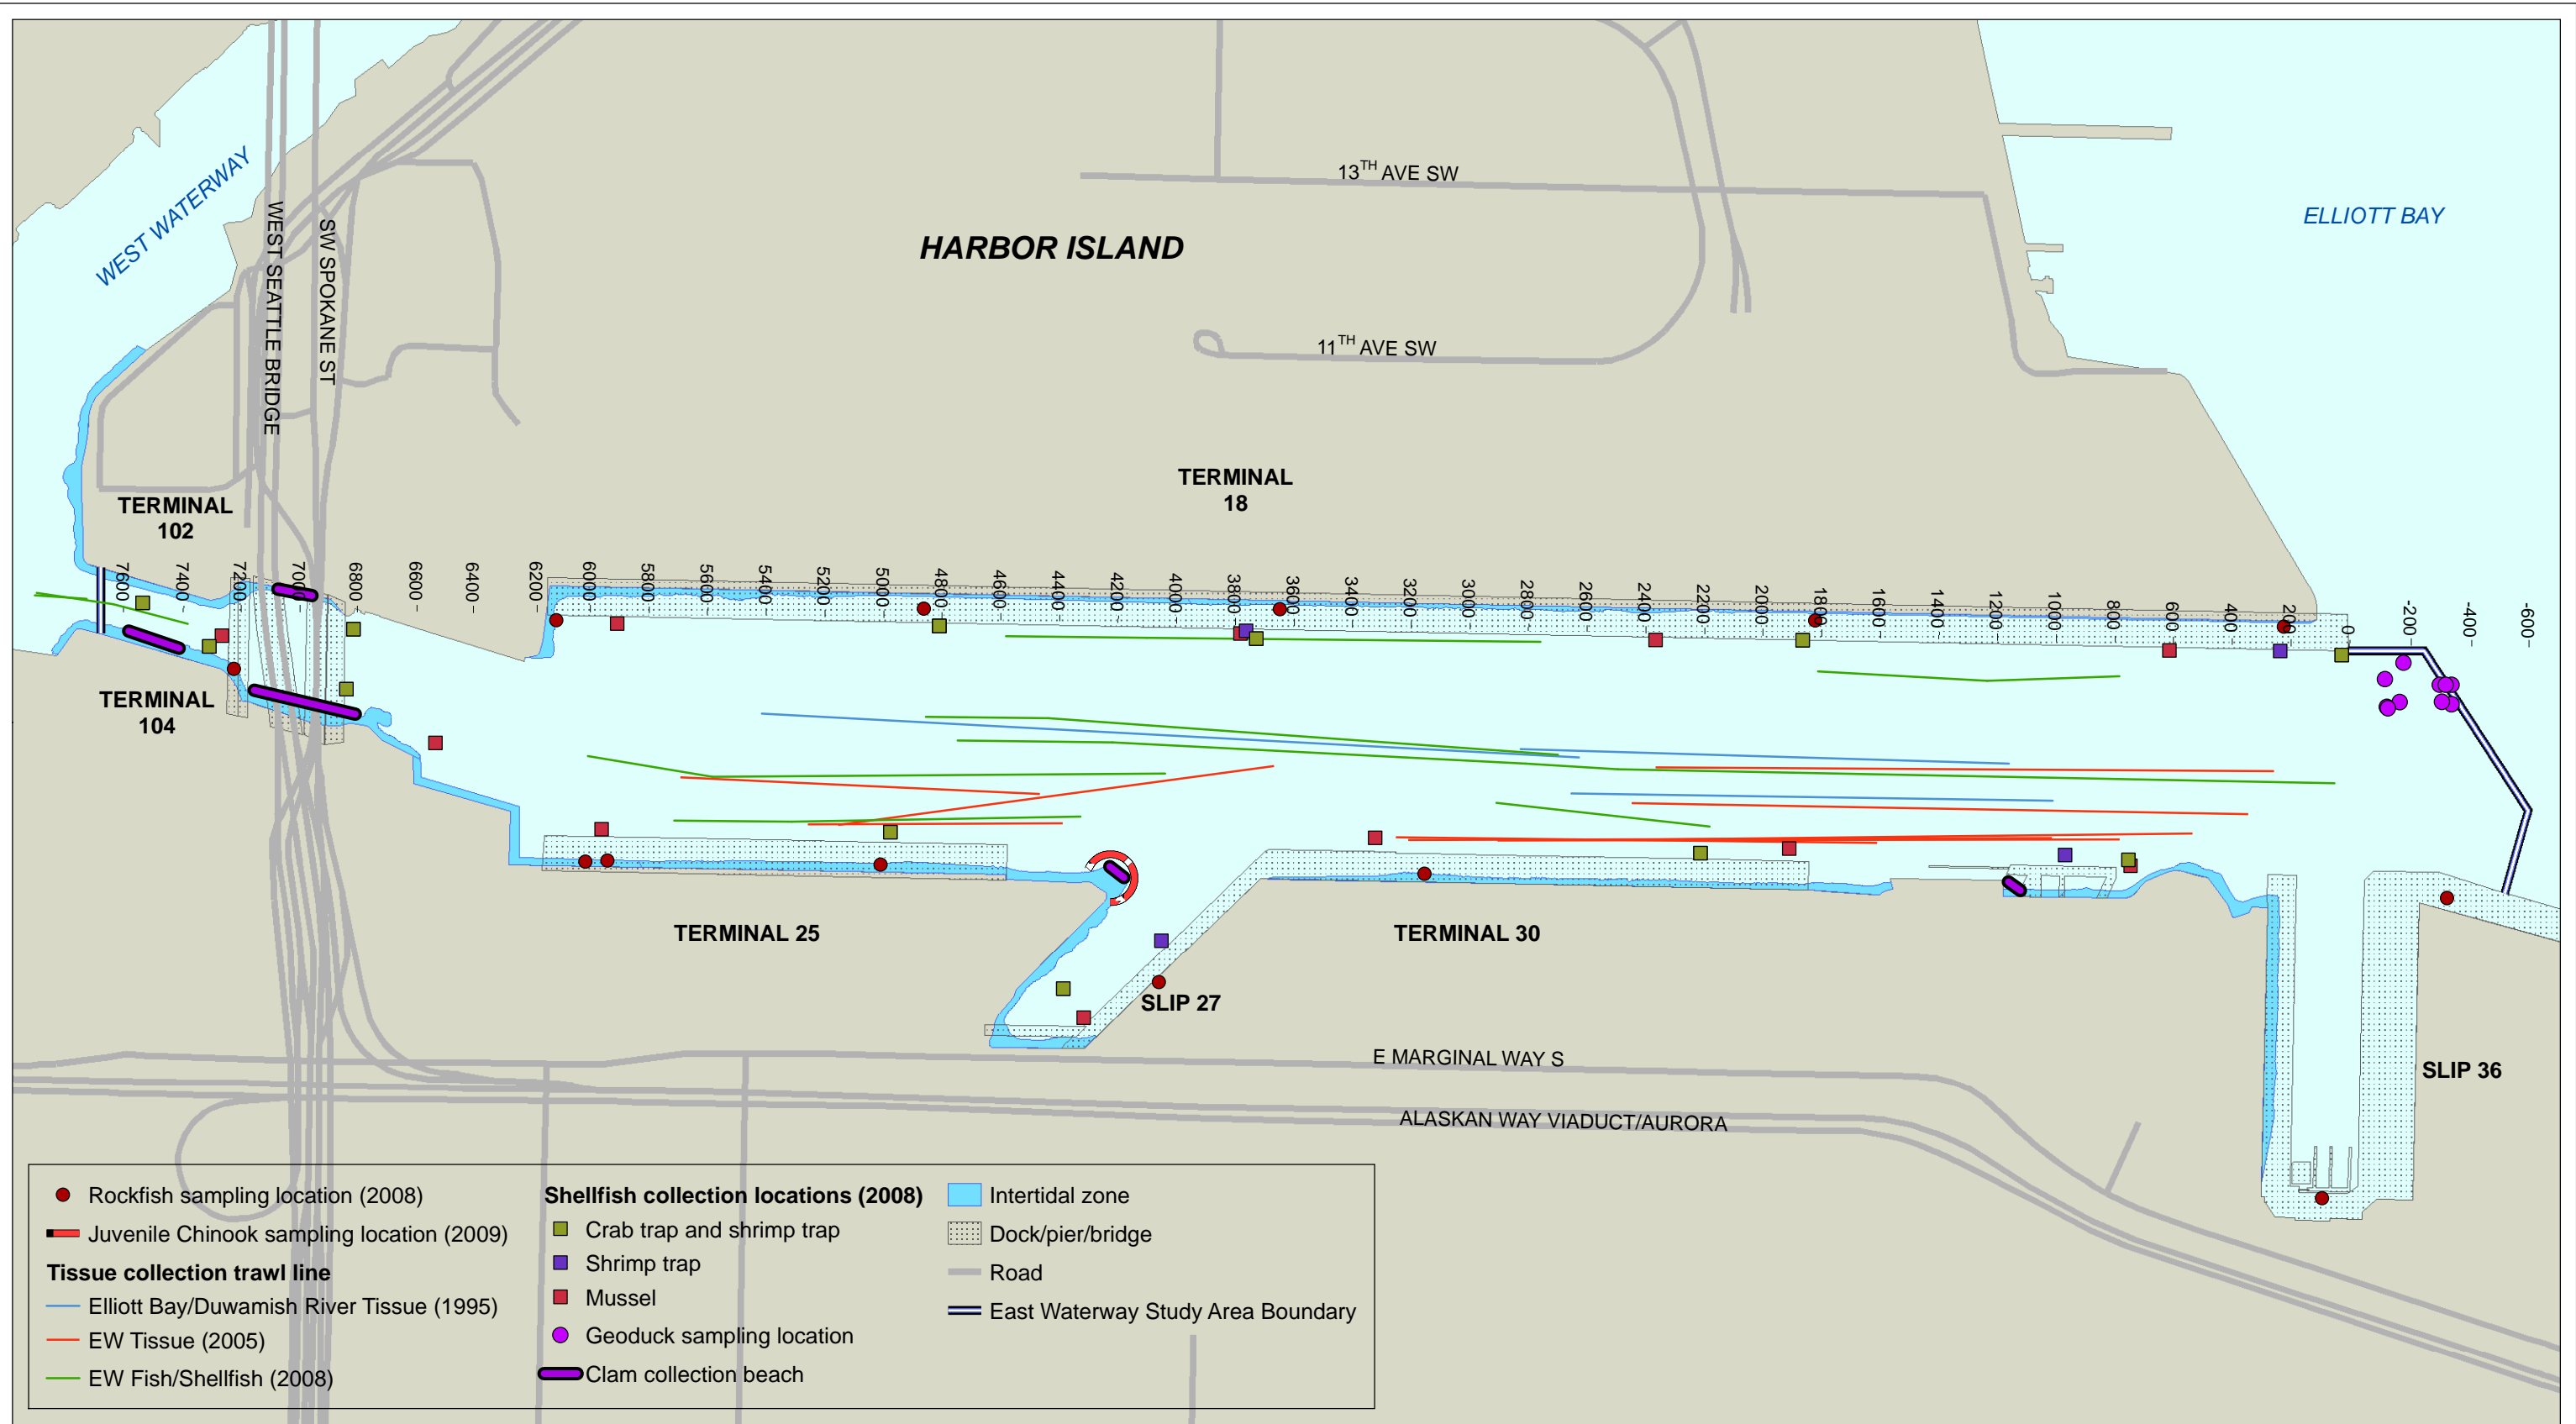 WEST WATERWAY
WEST SEATTLE BRIDGE
SW SPOKANE ST
13TH AVE SW
ELLIOTT BAY
HARBOR ISLAND
11TH AVE SW
TERMINAL
18
TERMINAL
102
7600
7400
7200
7000
6800
6600
6400
6200
6000
5800
5600
5400
5200
5000
4800
4600
4400
4200
4000
3800
3600
3400
3200
3000
2800
2600
2400
2200
2000
1800
1600
1400
1200
1000
800
600
400
200
0
-200
-400
-600
TERMINAL
104
TERMINAL 25
TERMINAL 30
SLIP 27
E MARGINAL WAY S
SLIP 36
ALASKAN WAY VIADUCT/AURORA
Rockfish sampling location (2008)
Juvenile Chinook sampling location (2009)
Tissue collection trawl line
Elliott Bay/Duwamish River Tissue (1995)
EW Tissue (2005)
EW Fish/Shellfish (2008)
Shellfish collection locations (2008)
Crab trap and shrimp trap
Shrimp trap
Mussel
Geoduck sampling location
Clam collection beach
Intertidal zone
Dock/pier/bridge
Road
East Waterway Study Area Boundary